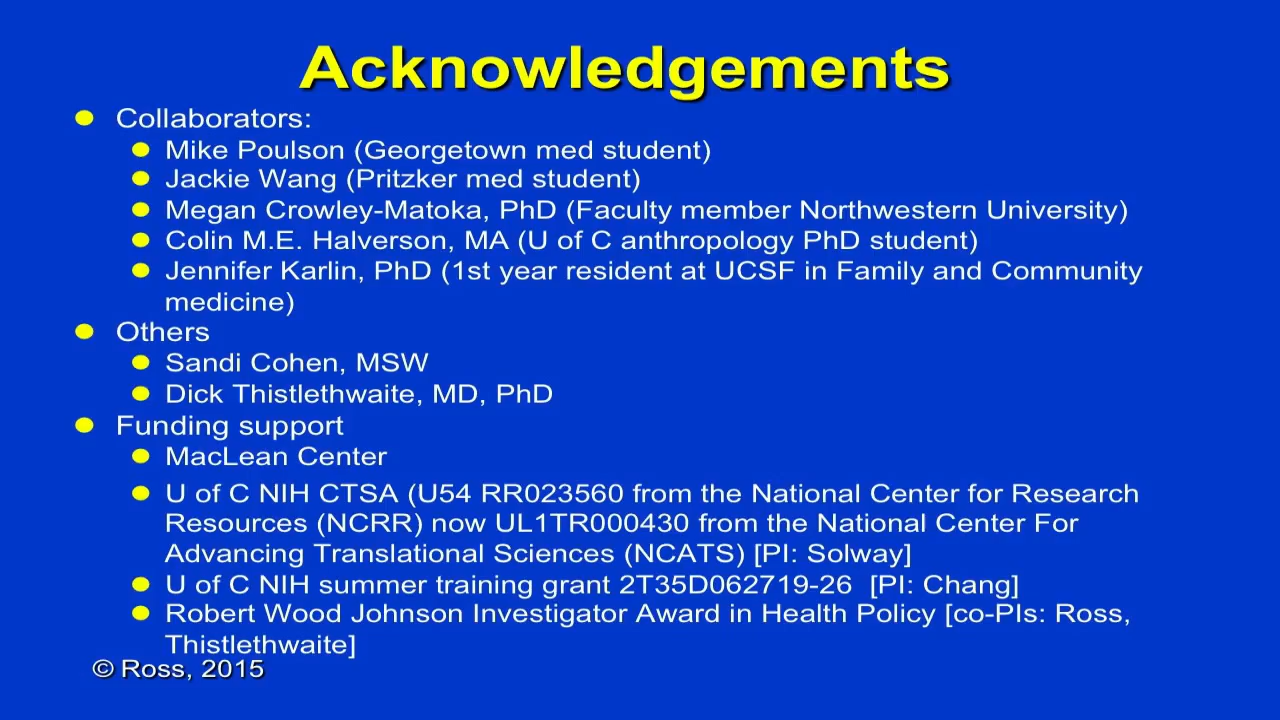 Acknowledgements
Collaborators:
Mike Poulson (Georgetown med student)
Jackie Wang (Pritzker med student)
Megan Crowley-Matoka, PhD (Faculty member Northwestern University)
Colin M.E. Halverson, MA (U of C anthropology PhD student)
Jennifer Karlin, PhD (1st year resident at UCSF in Family and Community
medicine)
Others
Sandi Cohen, MSW
Dick Thistlethwaite, MD, PhD
Funding support
MacLean Center
U of C NIH CTSA (U54 RR023560 from the National Center for Research
Resources (NCRR) now UL1TR000430 from the National Center For
Advancing Translational Sciences (NCATS) [PI: Solway]
U of C NIH summer training grant 2T35D062719-26 [PI: Chang]
Robert Wood Johnson Investigator Award in Health Policy [co-PIs: Ross,
Thistlethwaite]
© Ross, 2015